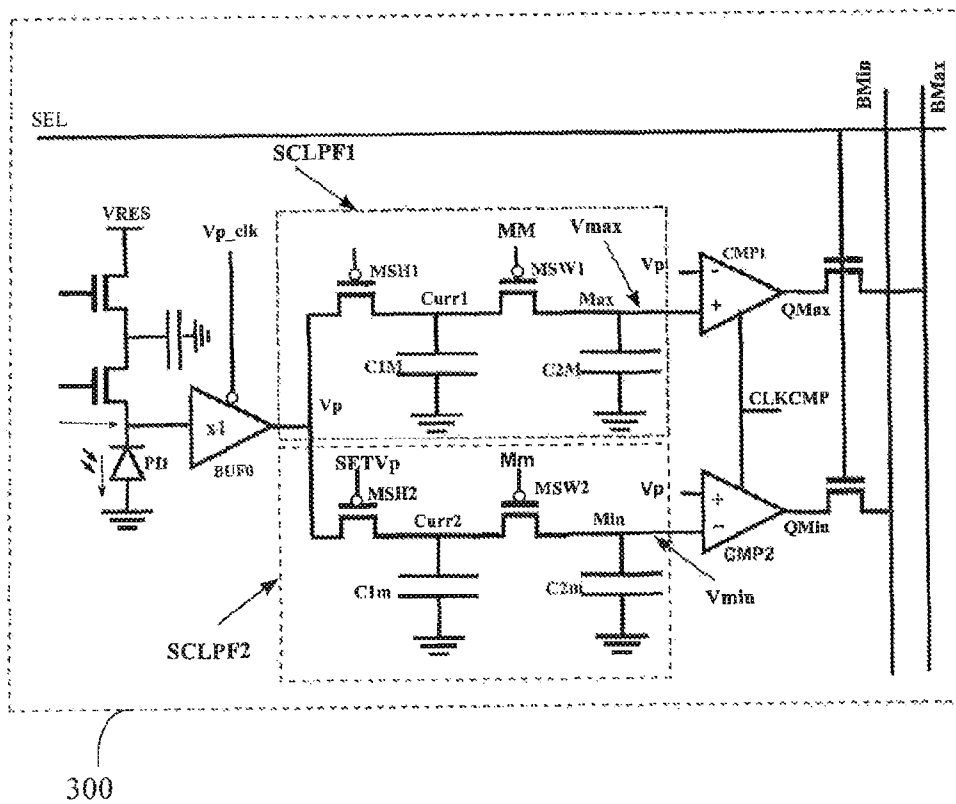 BMin
BMax
SEL
SCLPF1
VRES
Vp_clk
MM
Vmax
MSH1
MSW1
Vp
-
CMP1
Curr1
Max
+
QMax
C1M
C2M
Vp
CLKCMP
x1
PD
BUF0
SETVp
Mm
MSH2
MSW2
Vp
+
Curr2
Min
-
QMin
CMP2
C1m
C2m
Vmin
SCLPF2
300